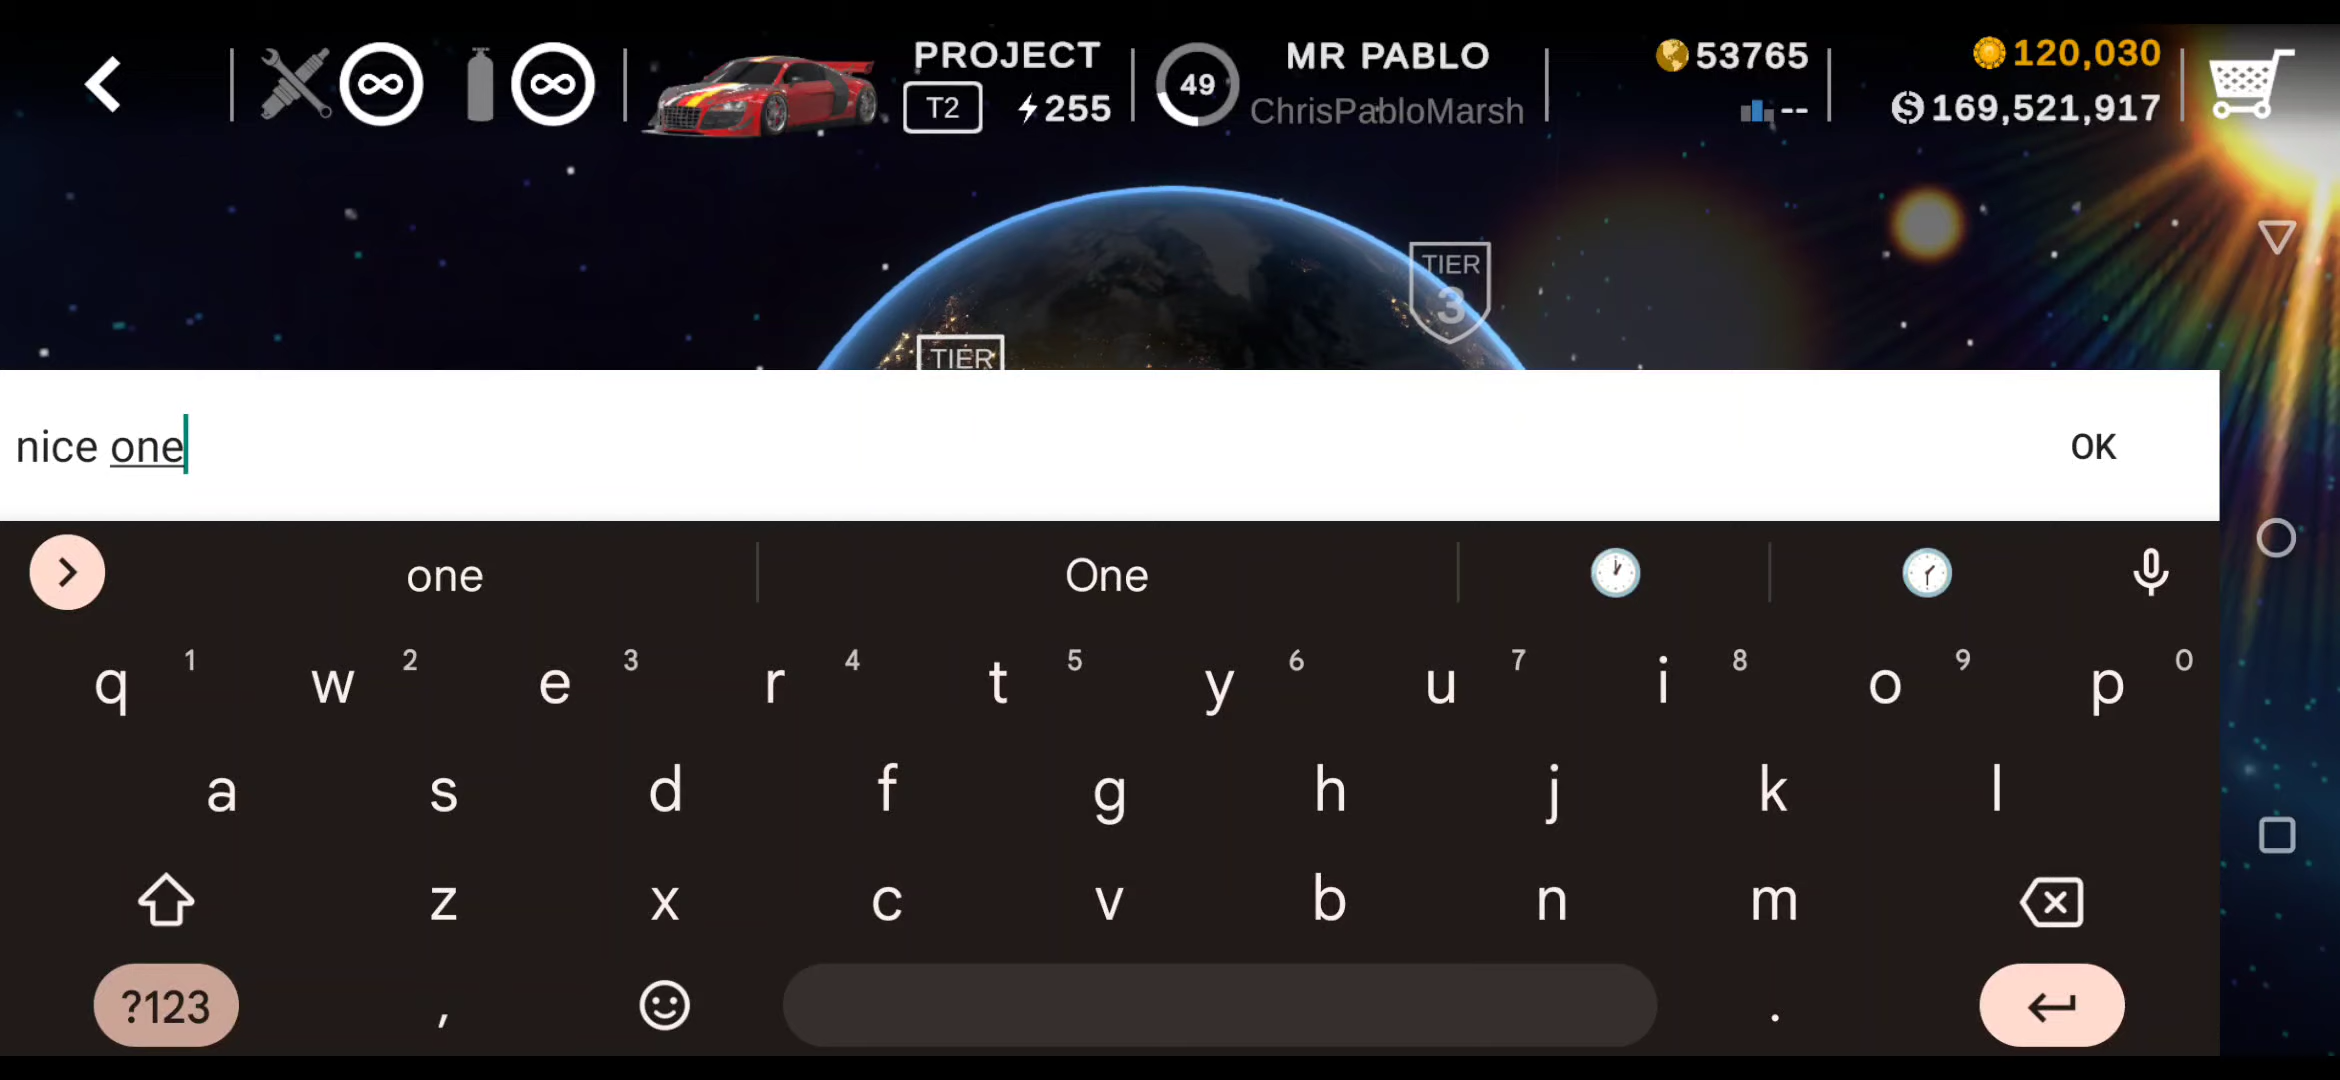 PROJECT
T2 255
49
MR PABLO
ChrisPabloMarsh
53765
--
120,030
169,521,917
TIER
3
TIER
nice one
OK
one One
q 1 w 2 e 3 r 4 t 5 y 6 u 7 i 8 o 9 p 0
a s d f g h j k l
z x c v b n m
?123 , .